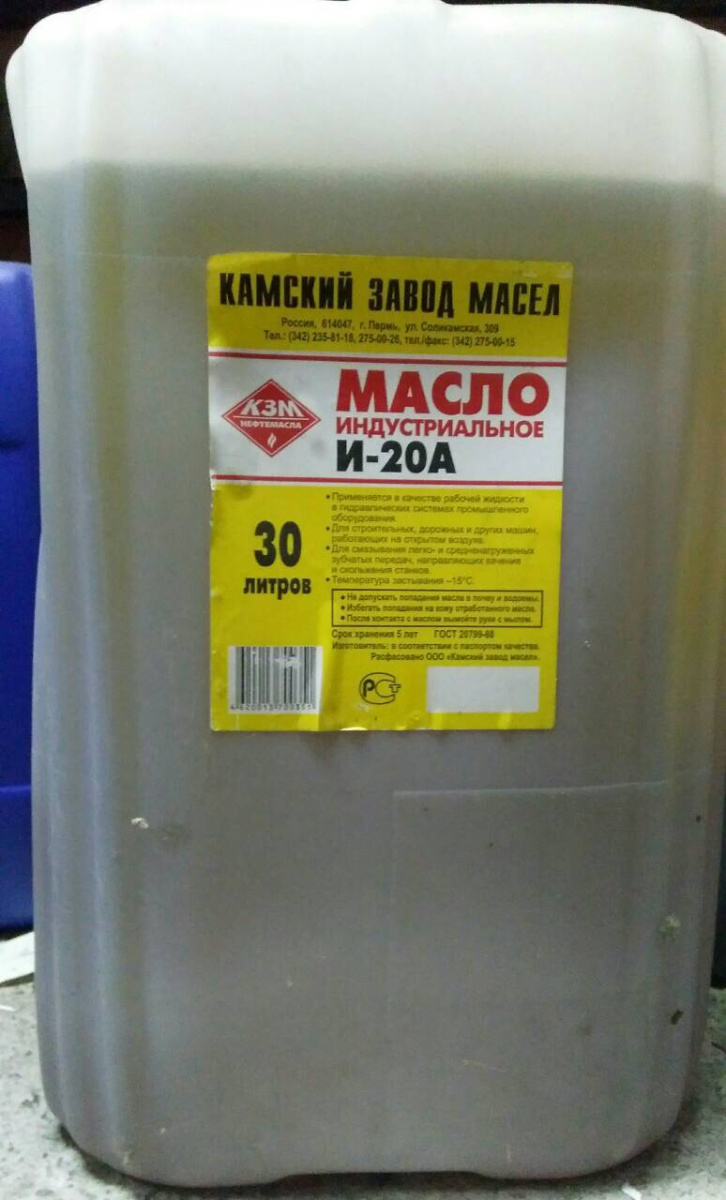 КАМСКИЙ ЗАВОД МАСЕЛ
Россия, 614047, г. Пермь, ул. Соликамская, 309
Тел.: (342) 235-81-18, 275-00-26, тел./факс: (342) 275-00-15
КЗМ
НЕФТЕМАСЛА
МАСЛО
ИНДУСТРИАЛЬНОЕ
И-20А
30
литров
• Применяется в качестве рабочей жидкости
в гидравлических системах промышленного
оборудования.
• Для строительных, дорожных и других машин,
работающих на открытом воздухе.
• Для смазывания легко- и средненагруженных
зубчатых передач, направляющих качения
и скольжения станков.
• Температура застывания –15°С.
• Не допускать попадания масла в почву и водоемы.
• Избегать попадания на кожу отработанного масла.
• После контакта с маслом вымойте руки с мылом.
Срок хранения 5 лет ГОСТ 20799-88
Изготовитель: в соответствии с паспортом качества.
Расфасовано ООО «Камский завод масел».
4620013700351
РСТ